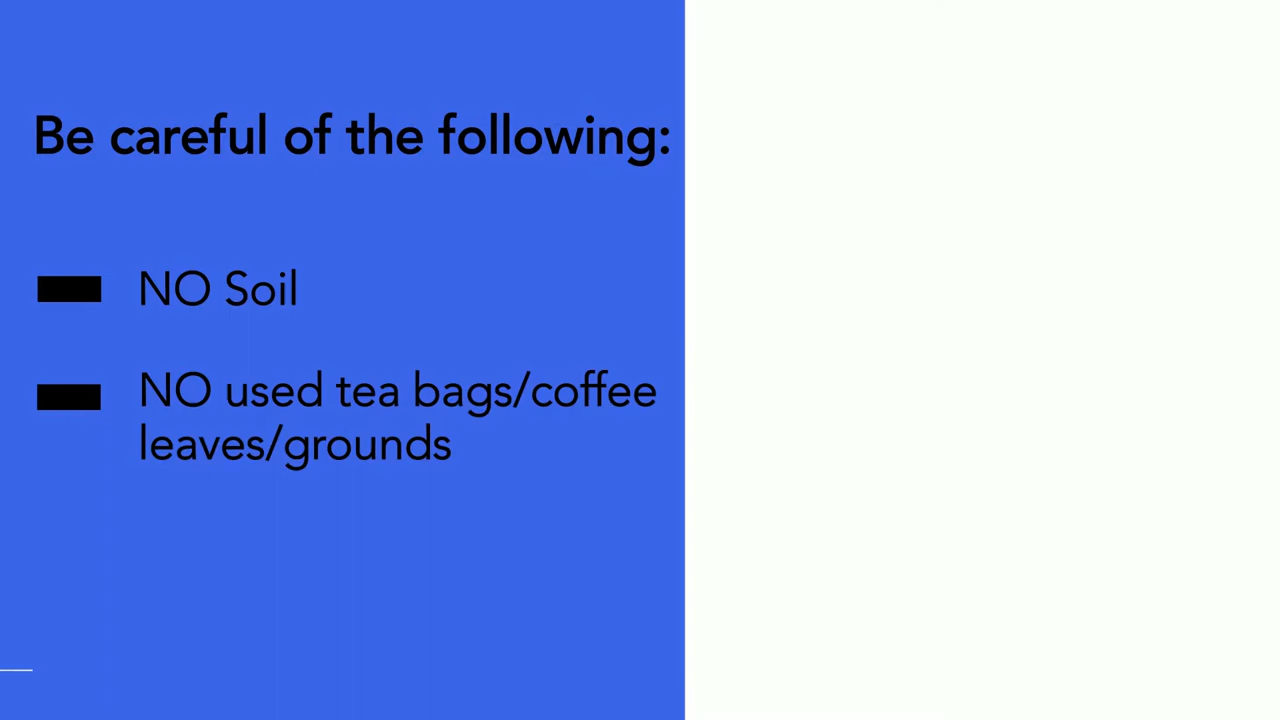 Be careful of the following:
NO Soil
NO used tea bags/coffee
leaves/grounds